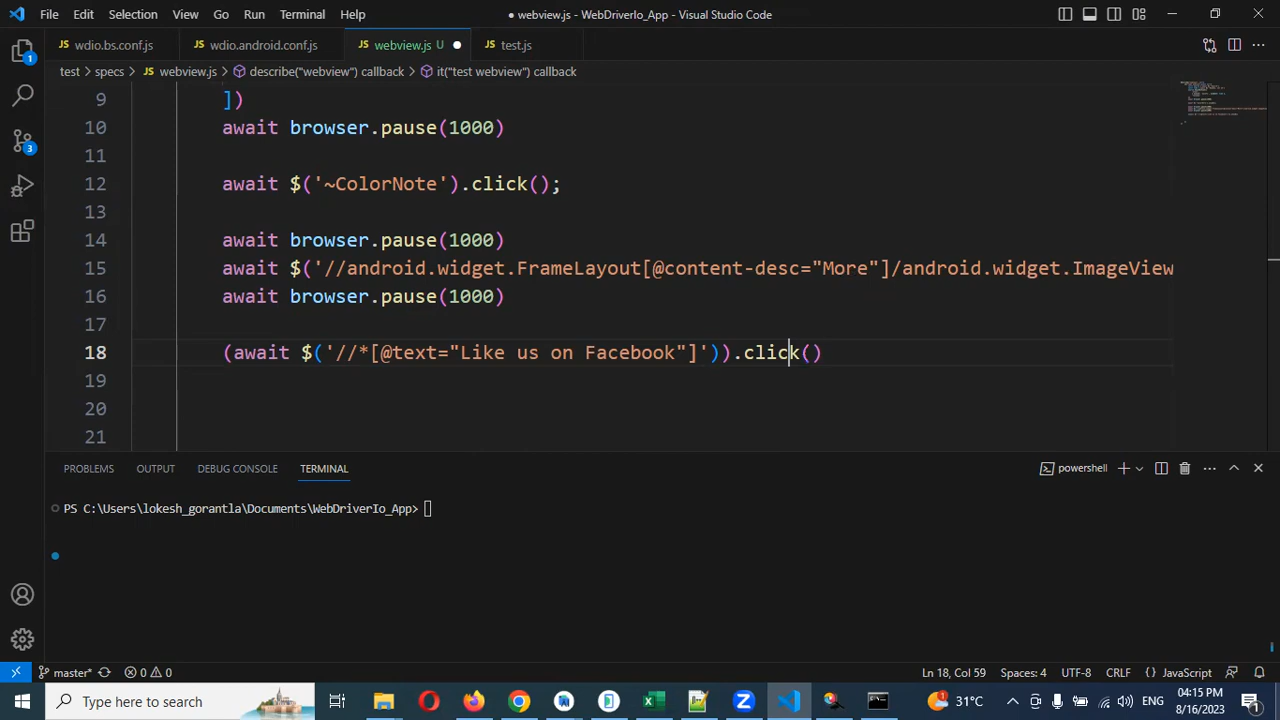 File Edit Selection View Go Run Terminal Help
webview.js - WebDriverIo_App - Visual Studio Code
1
JS wdio.bs.conf.js
JS wdio.android.conf.js
JS webview.js U
JS test.js
test > specs > JS webview.js > describe("webview") callback > it("test webview") callback
9 ])
10 await browser.pause(1000)
11
12 await $('~ColorNote').click();
13
14 await browser.pause(1000)
15 await $('//android.widget.FrameLayout[@content-desc="More"]/android.widget.ImageView
16 await browser.pause(1000)
17
18 (await $('//*[@text="Like us on Facebook"]')).click()
19
20
21
3
PROBLEMS OUTPUT DEBUG CONSOLE TERMINAL
powershell
PS C:\Users\lokesh_gorantla\Documents\WebDriverIo_App>
master* 0 0
Ln 18, Col 59 Spaces: 4 UTF-8 CRLF {} JavaScript
Type here to search
1
31°C
ENG
04:15 PM
8/16/2023
1